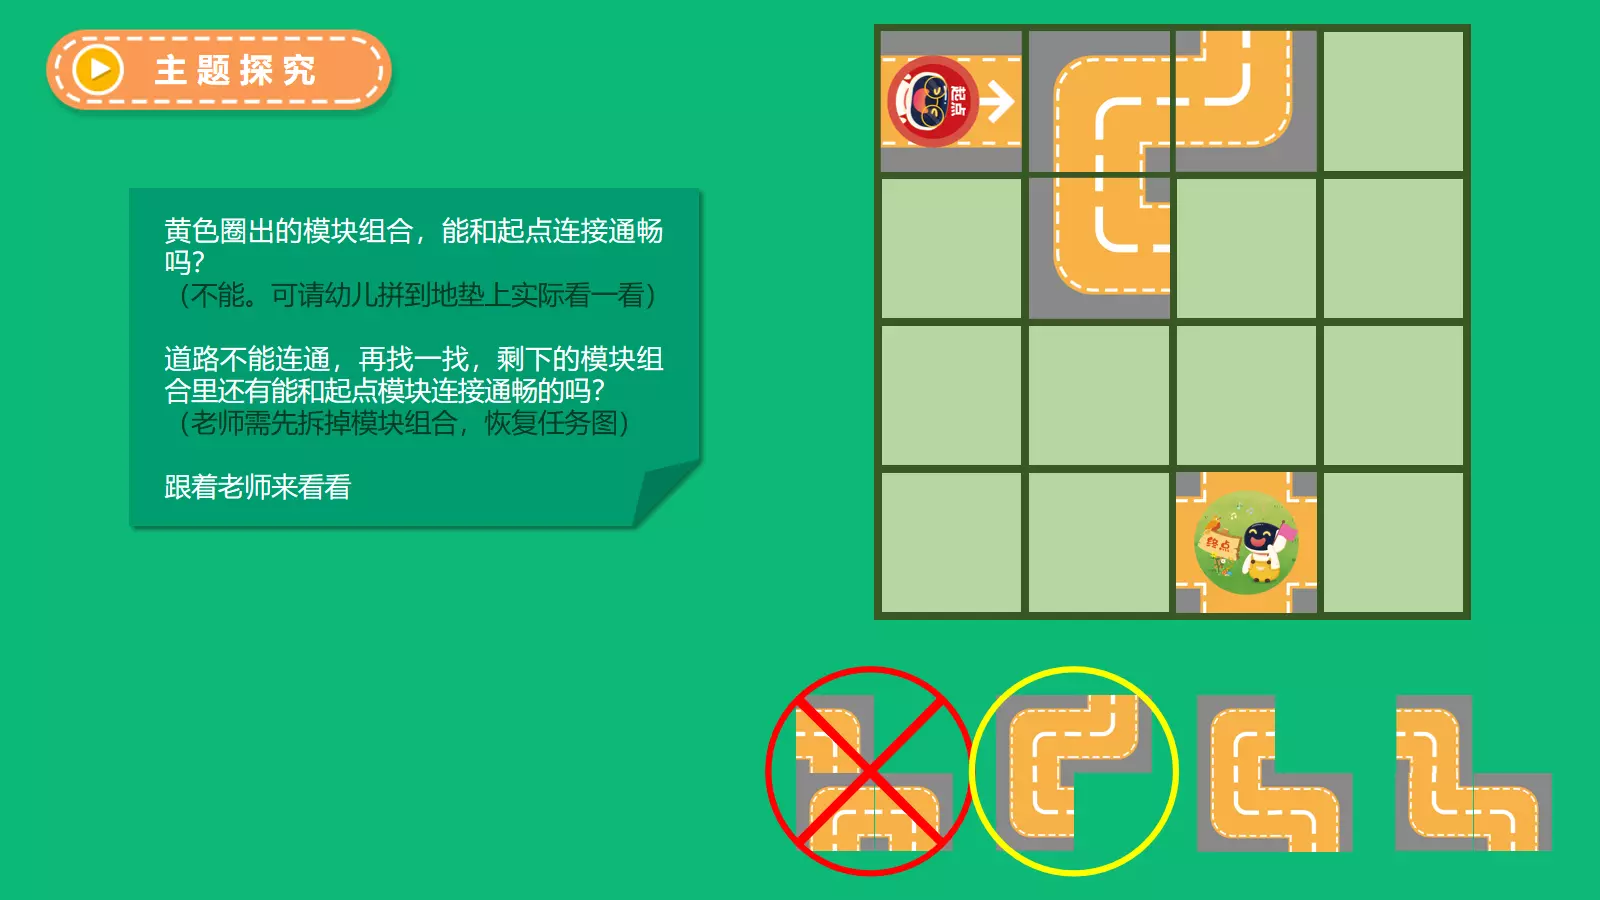 主题探究
起点
黄色圈出的模块组合，能和起点连接通畅
吗？
（不能。可请幼儿拼到地垫上实际看一看）
道路不能连通，再找一找，剩下的模块组
合里还有能和起点模块连接通畅的吗？
（老师需先拆掉模块组合，恢复任务图）
跟着老师来看看
终点